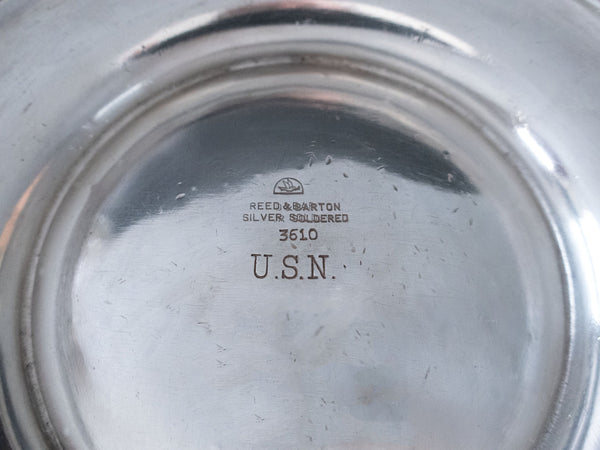 REED & BARTON
SILVER SOLDERED
3610
U.S.N.